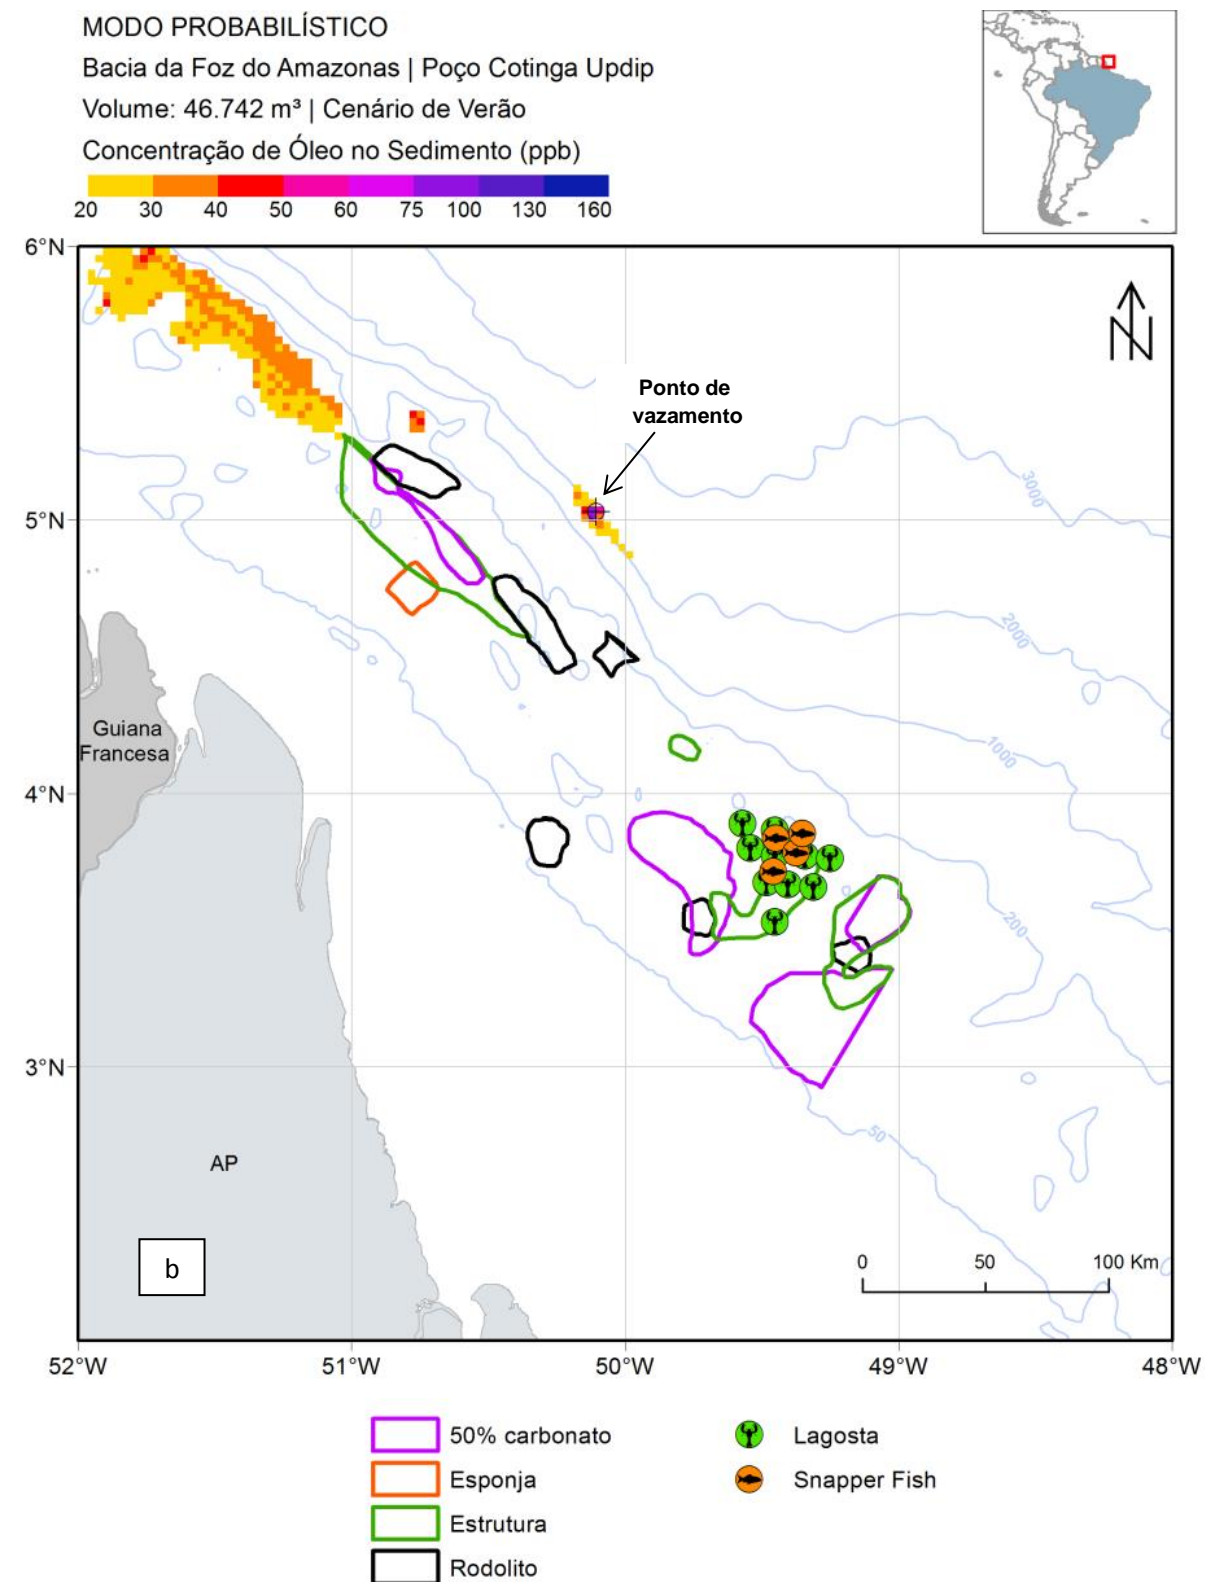 MODO PROBABILÍSTICO
Bacia da Foz do Amazonas | Poço Cotinga Updip
Volume: 46.742 m³ | Cenário de Verão
Concentração de Óleo no Sedimento (ppb)
20 30 40 50 60 75 100 130 160
6°N
N
Ponto de
vazamento
3000
5°N
2000
Guiana
Francesa
1000
4°N
200
3°N
50
AP
b
0 50 100 Km
52°W 51°W 50°W 49°W 48°W
50% carbonato
Lagosta
Esponja
Snapper Fish
Estrutura
Rodolito